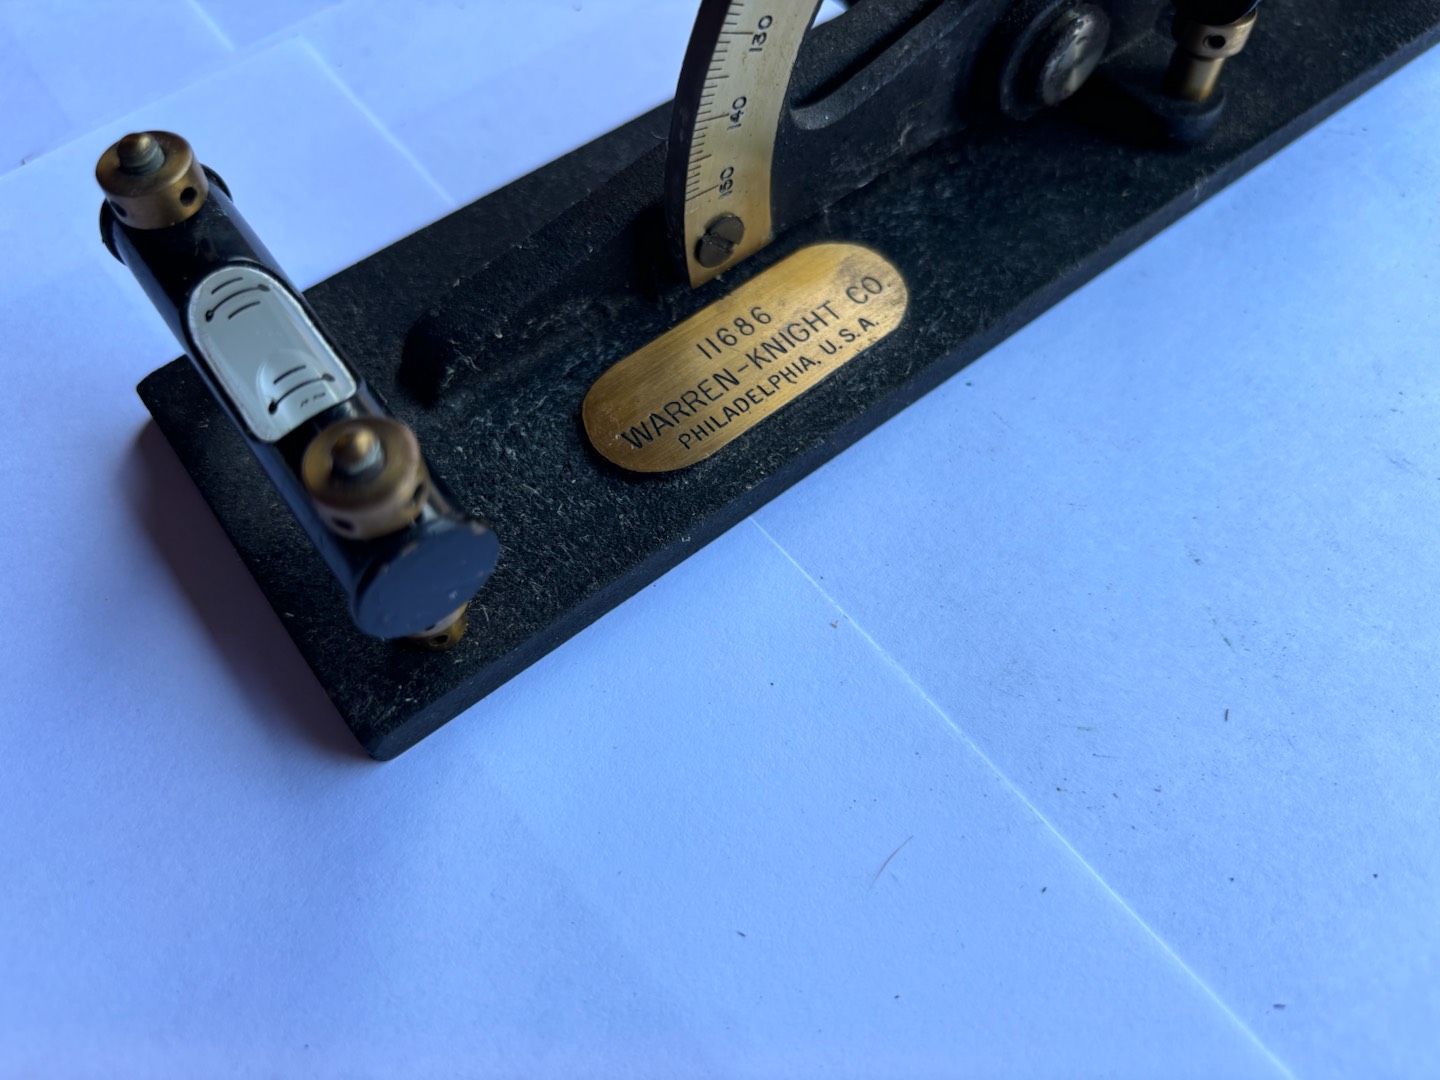 130
140
150
11686
WARREN-KNIGHT CO.
PHILADELPHIA, U.S.A.